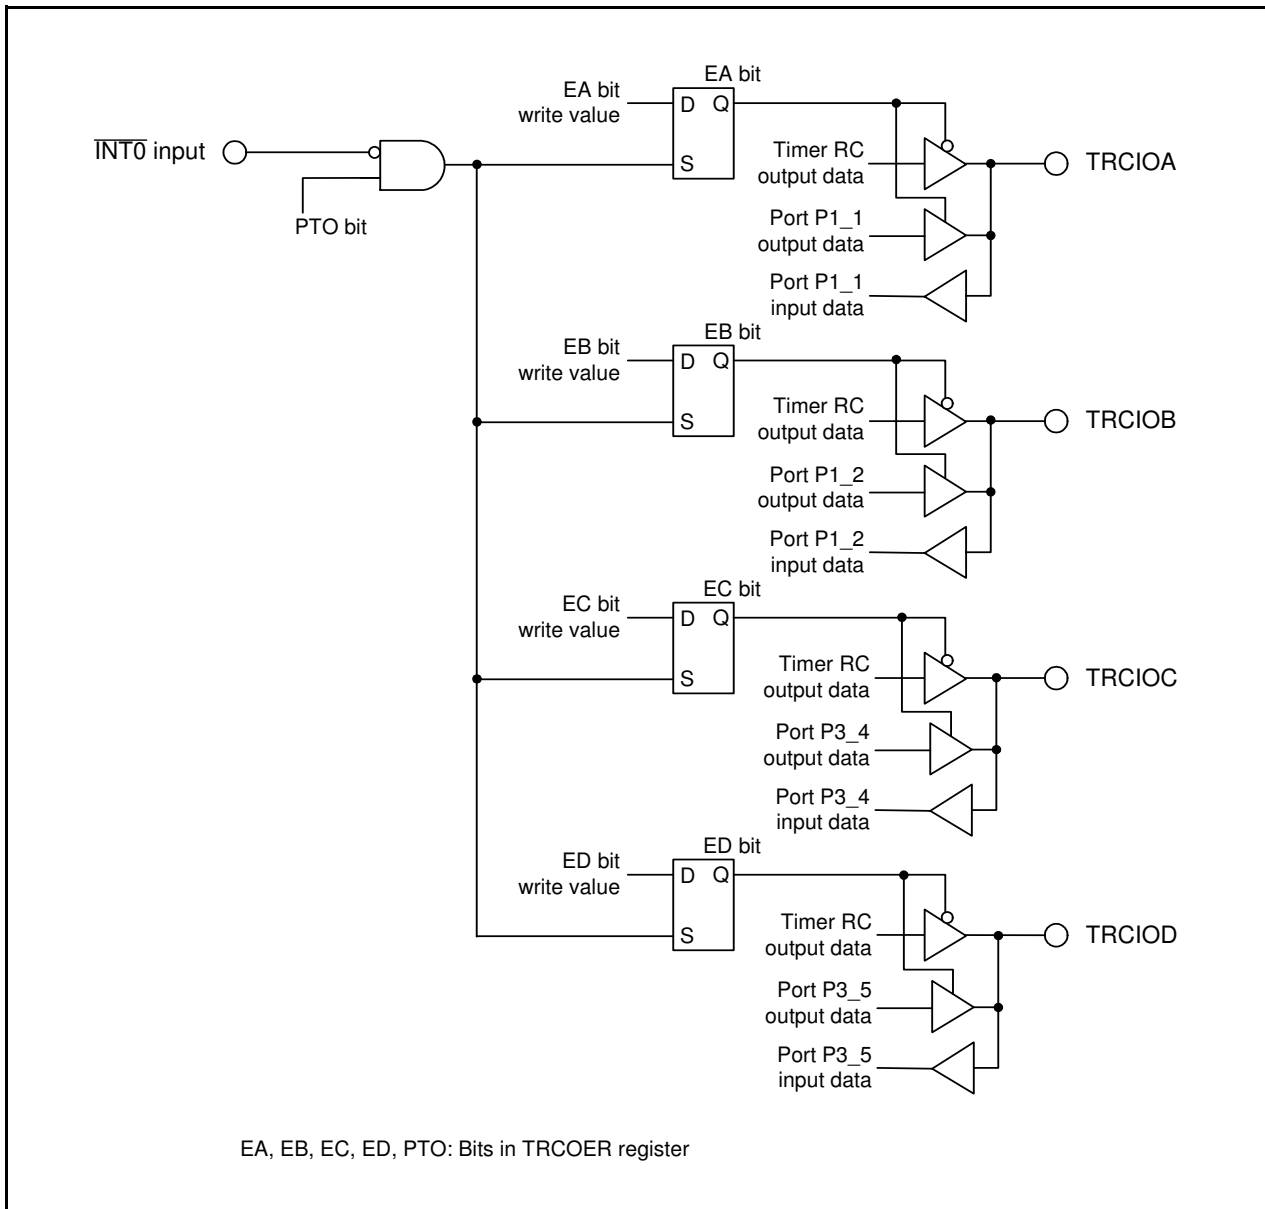 EA bit
EA bit
write value
D Q
S
INT0 input
PTO bit
Timer RC
output data
TRCIOA
Port P1_1
output data
Port P1_1
input data
EB bit
EB bit
write value
D Q
S
Timer RC
output data
TRCIOB
Port P1_2
output data
Port P1_2
input data
EC bit
EC bit
write value
D Q
S
Timer RC
output data
TRCIOC
Port P3_4
output data
Port P3_4
input data
ED bit
ED bit
write value
D Q
S
Timer RC
output data
TRCIOD
Port P3_5
output data
Port P3_5
input data
EA, EB, EC, ED, PTO: Bits in TRCOER register